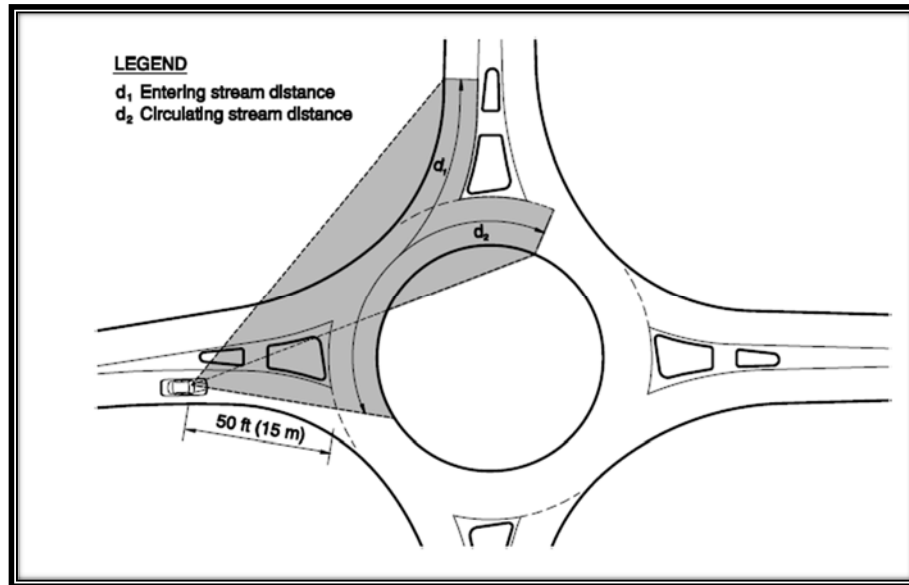 LEGEND
d₁ Entering stream distance
d₂ Circulating stream distance
d₁
d₂
50 ft (15 m)